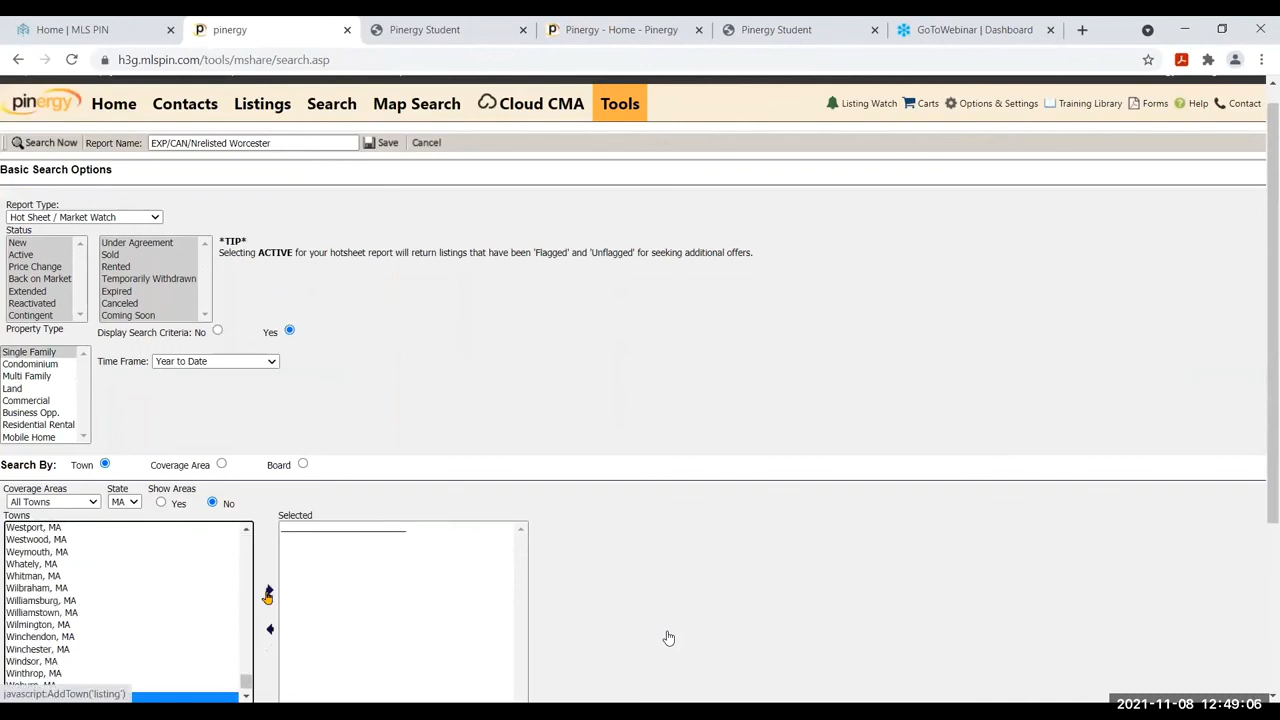 Home | MLS PIN
pinergy
Pinergy Student
Pinergy - Home - Pinergy
Pinergy Student
GoToWebinar | Dashboard
h3g.mlspin.com/tools/mshare/search.asp
pinergy Home Contacts Listings Search Map Search Cloud CMA Tools
Listing Watch Carts Options & Settings Training Library Forms Help Contact
Search Now Report Name: EXP/CAN/Nrelisted Worcester Save Cancel
Basic Search Options
Report Type:
Hot Sheet / Market Watch
Status
New
Active
Price Change
Back on Market
Extended
Reactivated
Contingent
Under Agreement
Sold
Rented
Temporarily Withdrawn
Expired
Canceled
Coming Soon
*TIP*
Selecting ACTIVE for your hotsheet report will return listings that have been 'Flagged' and 'Unflagged' for seeking additional offers.
Property Type
Display Search Criteria: No Yes
Single Family
Condominium
Multi Family
Land
Commercial
Business Opp.
Residential Rental
Mobile Home
Time Frame: Year to Date
Search By: Town Coverage Area Board
Coverage Areas State Show Areas
All Towns MA Yes No
Towns
Westport, MA
Westwood, MA
Weymouth, MA
Whately, MA
Whitman, MA
Wilbraham, MA
Williamsburg, MA
Williamstown, MA
Wilmington, MA
Winchendon, MA
Winchester, MA
Windsor, MA
Winthrop, MA
Selected
javascript:AddTown('listing')
2021-11-08 12:49:06